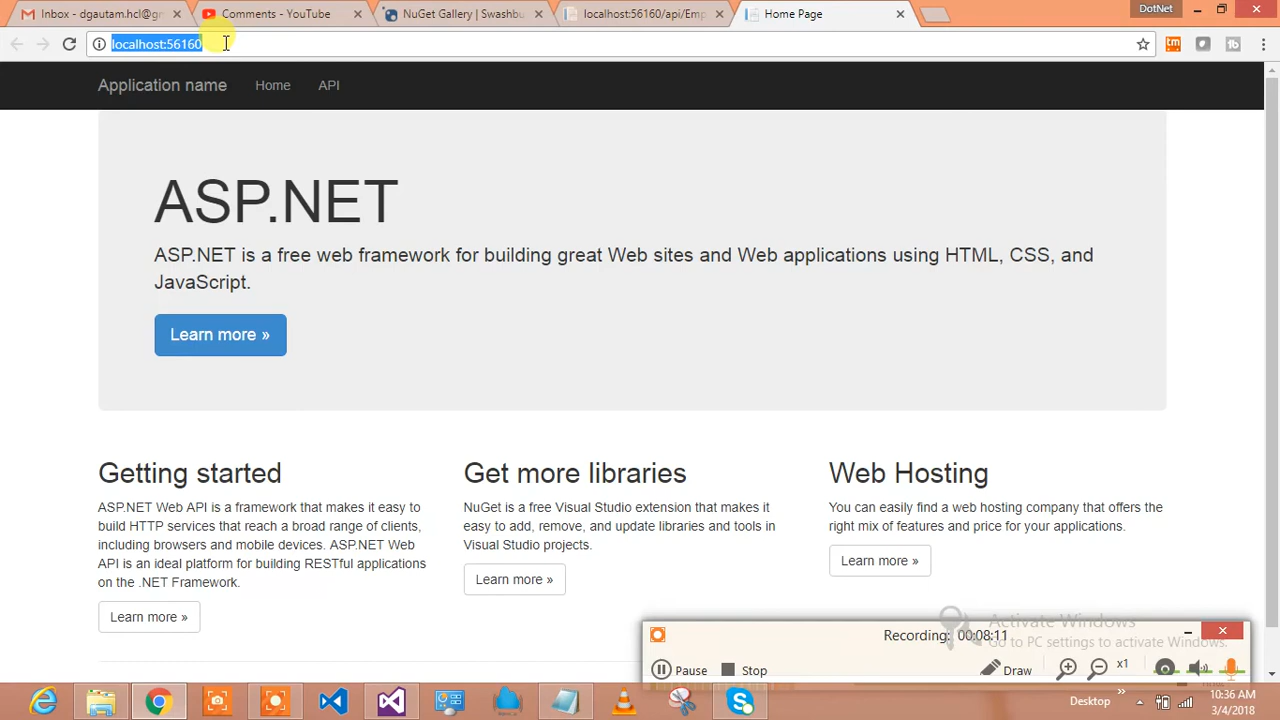 Inbox - dgautam.hcl@gm
Comments - YouTube
NuGet Gallery | Swashbu
localhost:56160/api/Emp
Home Page
DotNet
localhost:56160
Application name
Home
API
ASP.NET
ASP.NET is a free web framework for building great Web sites and Web applications using HTML, CSS, and
JavaScript.
Learn more »
Getting started
ASP.NET Web API is a framework that makes it easy to
build HTTP services that reach a broad range of clients,
including browsers and mobile devices. ASP.NET Web
API is an ideal platform for building RESTful applications
on the .NET Framework.
Learn more »
Get more libraries
NuGet is a free Visual Studio extension that makes it
easy to add, remove, and update libraries and tools in
Visual Studio projects.
Learn more »
Web Hosting
You can easily find a web hosting company that offers the
right mix of features and price for your applications.
Learn more »
Activate Windows
Go to PC settings to activate Windows.
Recording: 00:08:11
Pause
Stop
Draw
x1
Desktop
10:36 AM
3/4/2018